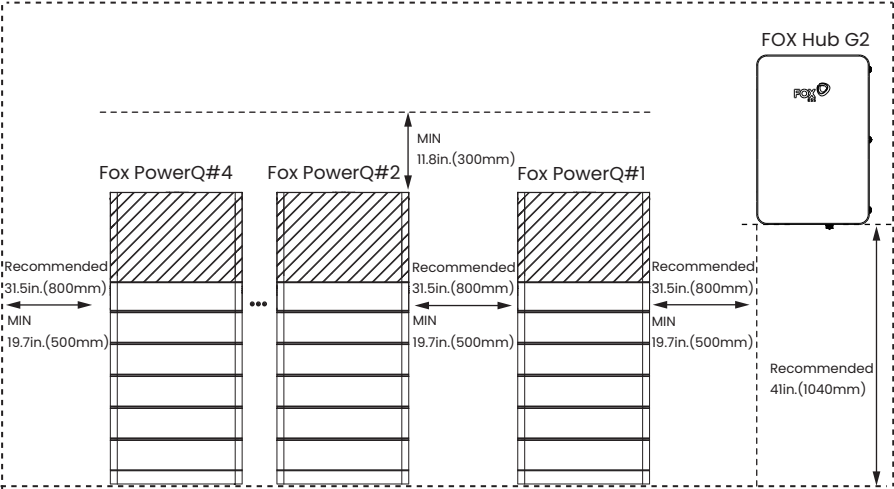 FOX Hub G2
FOX
ESS
MIN
11.8in.(300mm)
Fox PowerQ#4
Fox PowerQ#2
Fox PowerQ#1
Recommended
31.5in.(800mm)
MIN
19.7in.(500mm)
•••
Recommended
31.5in.(800mm)
MIN
19.7in.(500mm)
Recommended
31.5in.(800mm)
MIN
19.7in.(500mm)
Recommended
41in.(1040mm)